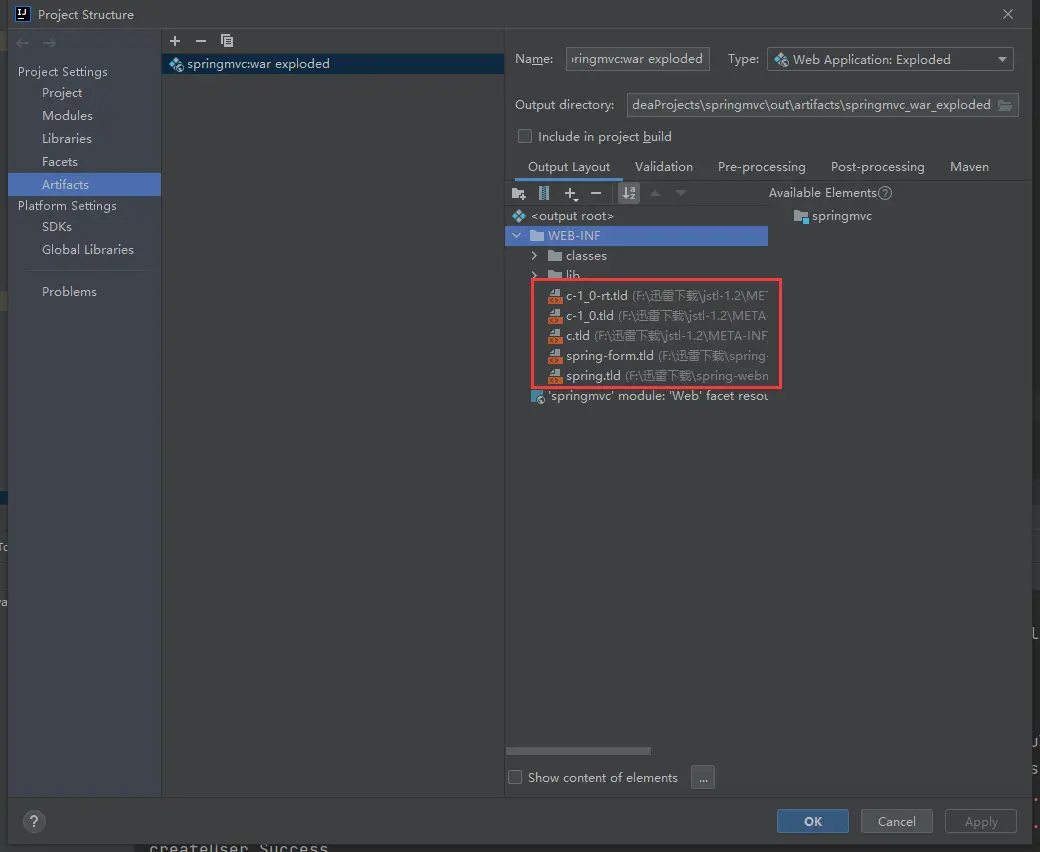 Project Structure
Project Settings
Project
Modules
Libraries
Facets
Artifacts
Platform Settings
SDKs
Global Libraries
Problems
springmvc:war exploded
Name: ringmvc:war exploded Type: Web Application: Exploded
Output directory: deaProjects\springmvc\out\artifacts\springmvc_war_exploded
Include in project build
Output Layout Validation Pre-processing Post-processing Maven
Available Elements
<output root>
springmvc
WEB-INF
classes
lib
c-1_0-rt.tld (F:\迅雷下载\jstl-1.2\MET
c-1_0.tld (F:\迅雷下载\jstl-1.2\META-
c.tld (F:\迅雷下载\jstl-1.2\META-INF
spring-form.tld (F:\迅雷下载\spring-
spring.tld (F:\迅雷下载\spring-webn
'springmvc' module: 'Web' facet resou
Show content of elements ...
? OK Cancel Apply
createUser Success